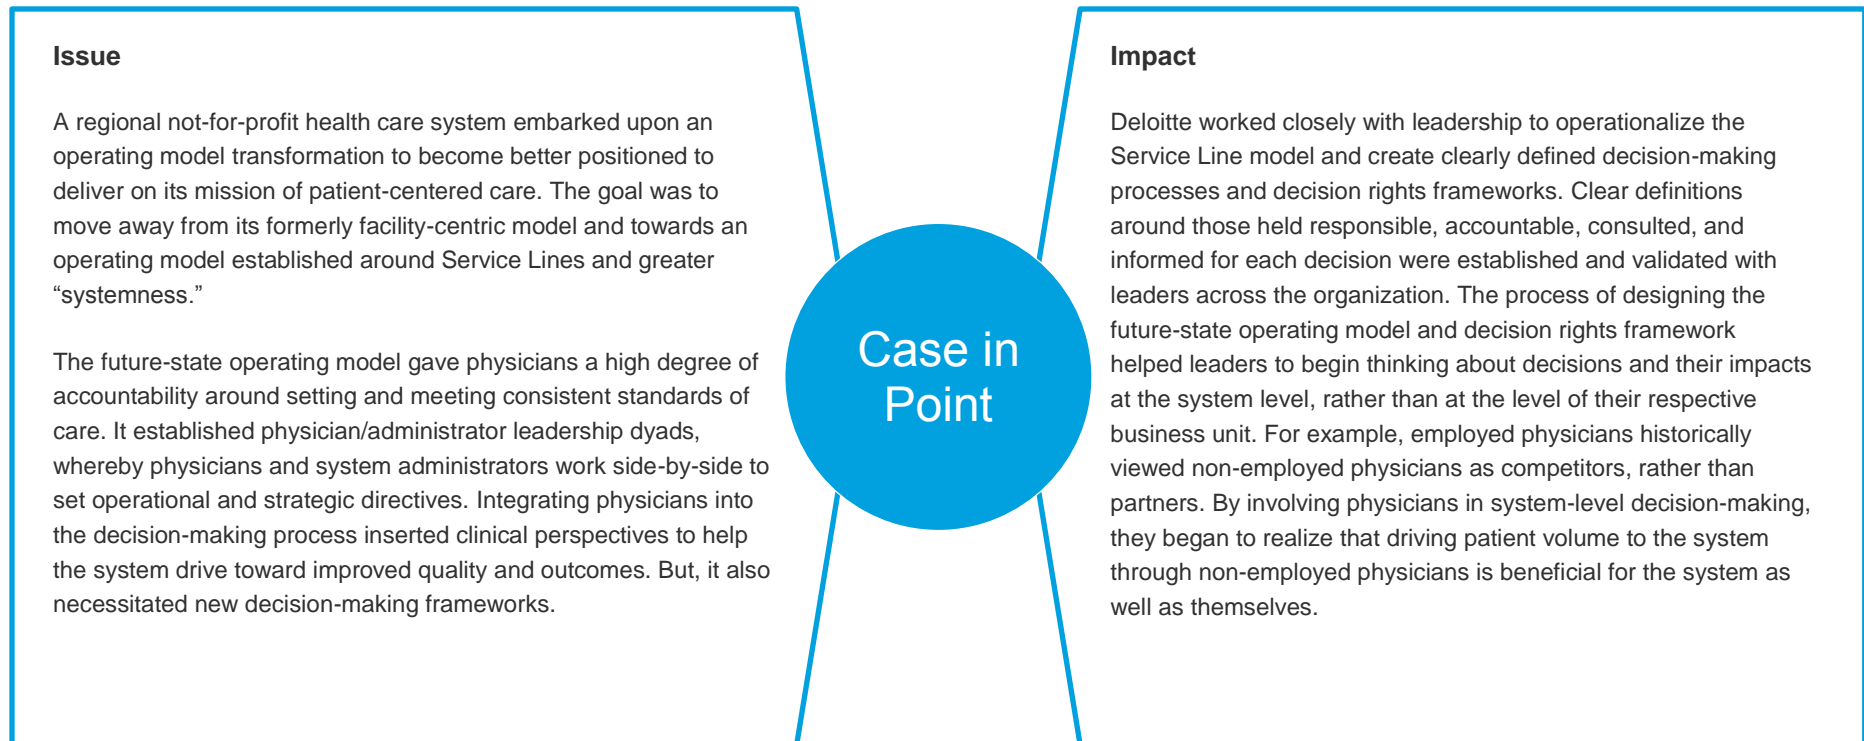 Issue
A regional not-for-profit health care system embarked upon an
operating model transformation to become better positioned to
deliver on its mission of patient-centered care. The goal was to
move away from its formerly facility-centric model and towards an
operating model established around Service Lines and greater
“systemness.”
The future-state operating model gave physicians a high degree of
accountability around setting and meeting consistent standards of
care. It established physician/administrator leadership dyads,
whereby physicians and system administrators work side-by-side to
set operational and strategic directives. Integrating physicians into
the decision-making process inserted clinical perspectives to help
the system drive toward improved quality and outcomes. But, it also
necessitated new decision-making frameworks.
Case in
Point
Impact
Deloitte worked closely with leadership to operationalize the
Service Line model and create clearly defined decision-making
processes and decision rights frameworks. Clear definitions
around those held responsible, accountable, consulted, and
informed for each decision were established and validated with
leaders across the organization. The process of designing the
future-state operating model and decision rights framework
helped leaders to begin thinking about decisions and their impacts
at the system level, rather than at the level of their respective
business unit. For example, employed physicians historically
viewed non-employed physicians as competitors, rather than
partners. By involving physicians in system-level decision-making,
they began to realize that driving patient volume to the system
through non-employed physicians is beneficial for the system as
well as themselves.